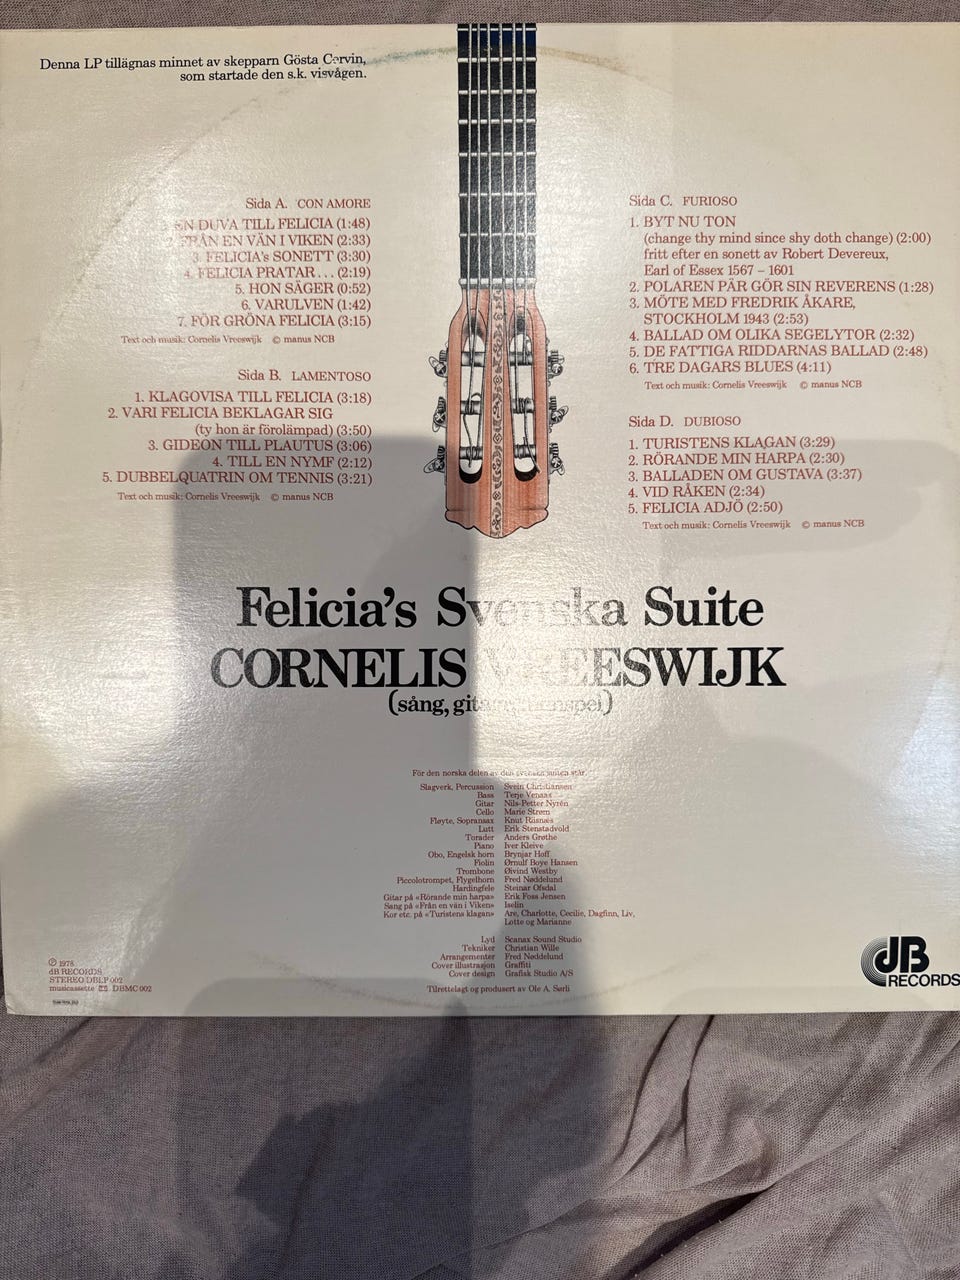 Denna LP tillägnas minnet av skepparn Gösta Cervin,
som startade den s.k. visvågen.
Sida A. CON AMORE
EN DUVA TILL FELICIA (1:48)
2. FRÅN EN VÄN I VIKEN (2:33)
3. FELICIA's SONETT (3:30)
4. FELICIA PRATAR... (2:19)
5. HON SÄGER (0:52)
6. VARULVEN (1:42)
7. FÖR GRÖNA FELICIA (3:15)
Text och musik: Cornelis Vreeswijk © manus NCB
Sida B. LAMENTOSO
1. KLAGOVISA TILL FELICIA (3:18)
2. VARI FELICIA BEKLAGAR SIG
(ty hon är förolämpad) (3:50)
3. GIDEON TILL PLAUTUS (3:06)
4. TILL EN NYMF (2:12)
5. DUBBELQUATRIN OM TENNIS (3:21)
Text och musik: Cornelis Vreeswijk © manus NCB
Sida C. FURIOSO
1. BYT NU TON
(change thy mind since shy doth change) (2:00)
fritt efter en sonett av Robert Devereux,
Earl of Essex 1567 – 1601
2. POLAREN PÄR GÖR SIN REVERENS (1:28)
3. MÖTE MED FREDRIK ÅKARE,
STOCKHOLM 1943 (2:53)
4. BALLAD OM OLIKA SEGELYTOR (2:32)
5. DE FATTIGA RIDDARNAS BALLAD (2:48)
6. TRE DAGARS BLUES (4:11)
Text och musik: Cornelis Vreeswijk © manus NCB
Sida D. DUBIOSO
1. TURISTENS KLAGAN (3:29)
2. RÖRANDE MIN HARPA (2:30)
3. BALLADEN OM GUSTAVA (3:37)
4. VID RÅKEN (2:34)
5. FELICIA ADJÖ (2:50)
Text och musik: Cornelis Vreeswijk © manus NCB
Felicia's Svenska Suite
CORNELIS VREESWIJK
(sång, gitarr, munspel)
För den norska delen av den svenska suiten står:
Slagverk, Percussion Svein Christiansen
Bass Terje Venaas
Gitar Nils-Petter Nyrén
Cello Marie Strøm
Fløyte, Sopransax Knut Riisnæs
Lutt Erik Stenstadvold
Torader Anders Grøthe
Piano Iver Kleive
Obo, Engelsk horn Brynjar Hoff
Fiolin Ørnulf Boye Hansen
Trombone Øivind Westby
Piccolotrompet, Flygelhorn Fred Nøddelund
Hardingfele Steinar Ofsdal
Gitar på «Rörande min harpa» Erik Foss Jensen
Sang på «Från en vän i Viken» Iselin
Kor etc. på «Turistens klagan» Are, Charlotte, Cecilie, Dagfinn, Liv,
Lotte og Marianne
Lyd Scanax Sound Studio
Tekniker Christian Wille
Arrangementer Fred Nøddelund
Cover illustrasjon Graffiti
Cover design Grafisk Studio A/S
Tilrettelagt og produsert av Ole A. Sørli
℗ 1978
dB RECORDS
STEREO DBLP 002
musicassette DBMC 002
dB
RECORDS